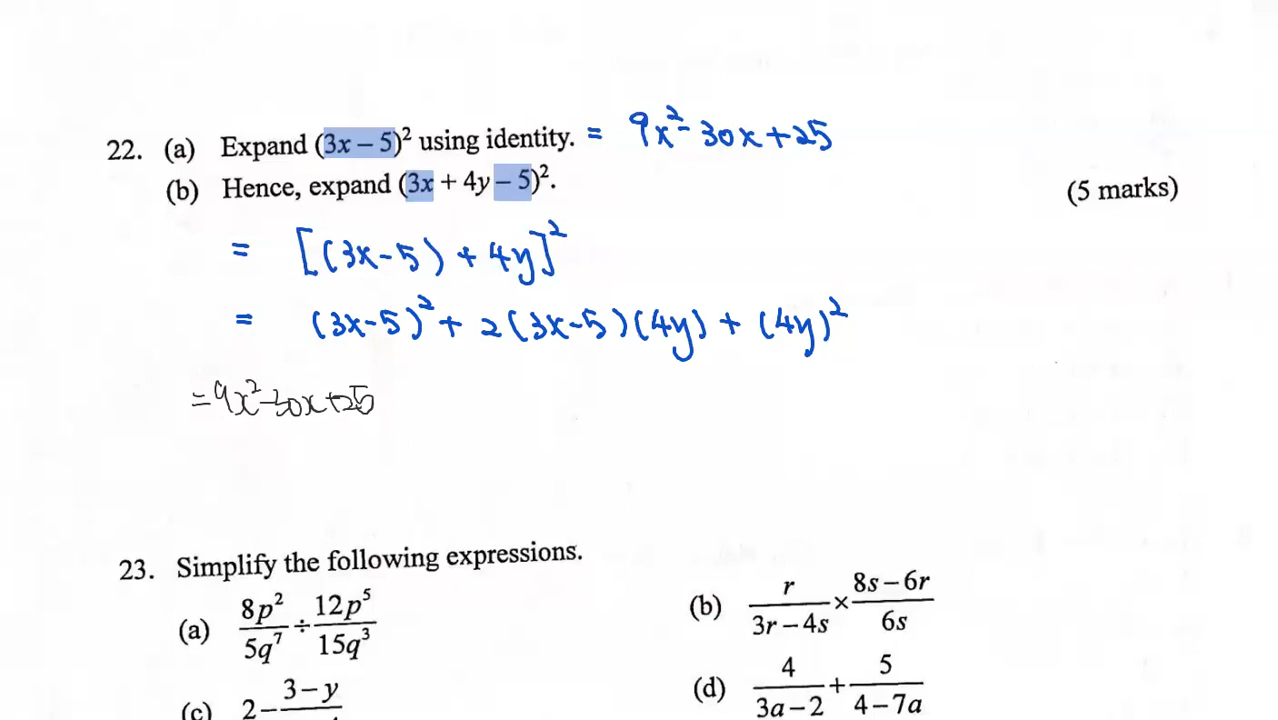 22. (a) Expand (3x – 5)² using identity. = 9x² - 30x + 25
(b) Hence, expand (3x + 4y – 5)².
(5 marks)
= [(3x-5) + 4y]²
= (3x-5)² + 2(3x-5)(4y) + (4y)²
= 9x² - 30x + 25
23. Simplify the following expressions.
(a) 8p²/5q⁷ ÷ 12p⁵/15q³
(b) r/(3r – 4s) × (8s – 6r)/6s
(c) 2 – (3 – y)/
(d) 4/(3a – 2) + 5/(4 – 7a)